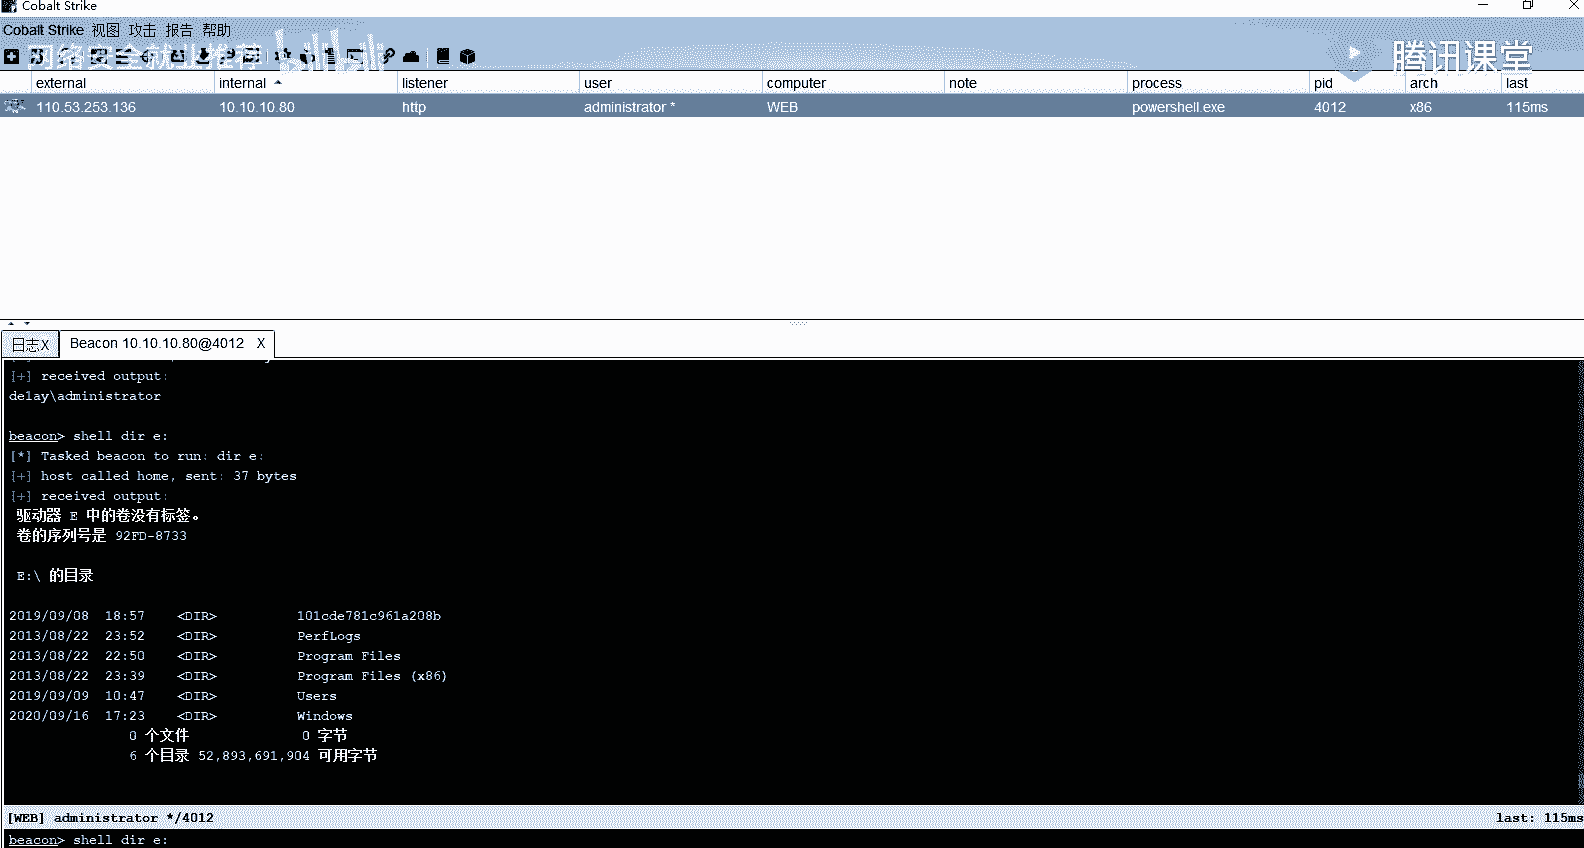 Cobalt Strike
Cobalt Strike 视图 攻击 报告 帮助
网络安全就业推荐 bilibili
腾讯课堂
external internal listener user computer note process pid arch last
110.53.253.136 10.10.10.80 http administrator * WEB powershell.exe 4012 x86 115ms
日志X Beacon 10.10.10.80@4012 X
[+] received output:
de1ay\administrator
beacon> shell dir e:
[*] Tasked beacon to run: dir e:
[+] host called home, sent: 37 bytes
[+] received output:
驱动器 E 中的卷没有标签。
卷的序列号是 92FD-8733
E:\ 的目录
2019/09/08 18:57 <DIR> 101cde781c961a208b
2013/08/22 23:52 <DIR> PerfLogs
2013/08/22 22:50 <DIR> Program Files
2013/08/22 23:39 <DIR> Program Files (x86)
2019/09/09 10:47 <DIR> Users
2020/09/16 17:23 <DIR> Windows
0 个文件 0 字节
6 个目录 52,893,691,904 可用字节
[WEB] administrator */4012 last: 115ms
beacon> shell dir e: